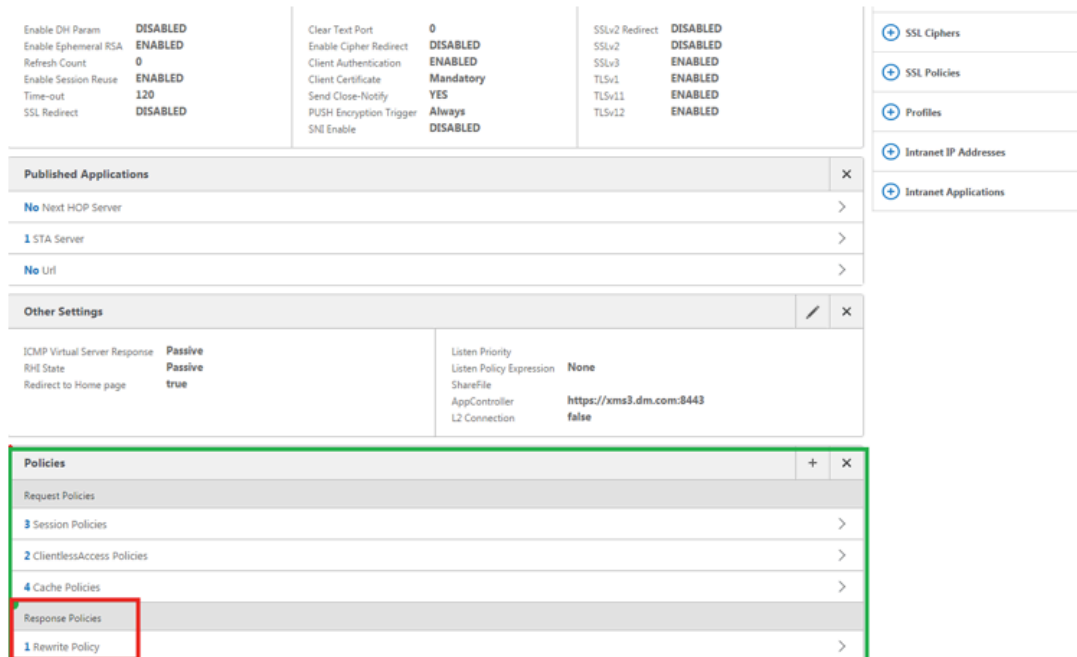 Enable DH Param DISABLED
Enable Ephemeral RSA ENABLED
Refresh Count 0
Enable Session Reuse ENABLED
Time-out 120
SSL Redirect DISABLED
Clear Text Port 0
Enable Cipher Redirect DISABLED
Client Authentication ENABLED
Client Certificate Mandatory
Send Close-Notify YES
PUSH Encryption Trigger Always
SNI Enable DISABLED
SSLv2 Redirect DISABLED
SSLv2 DISABLED
SSLv3 ENABLED
TLSv1 ENABLED
TLSv11 ENABLED
TLSv12 ENABLED
SSL Ciphers
SSL Policies
Profiles
Intranet IP Addresses
Intranet Applications
Published Applications
No Next HOP Server
1 STA Server
No Url
Other Settings
ICMP Virtual Server Response Passive
RHI State Passive
Redirect to Home page true
Listen Priority
Listen Policy Expression None
ShareFile
AppController https://xms3.dm.com:8443
L2 Connection false
Policies
Request Policies
3 Session Policies
2 ClientlessAccess Policies
4 Cache Policies
Response Policies
1 Rewrite Policy